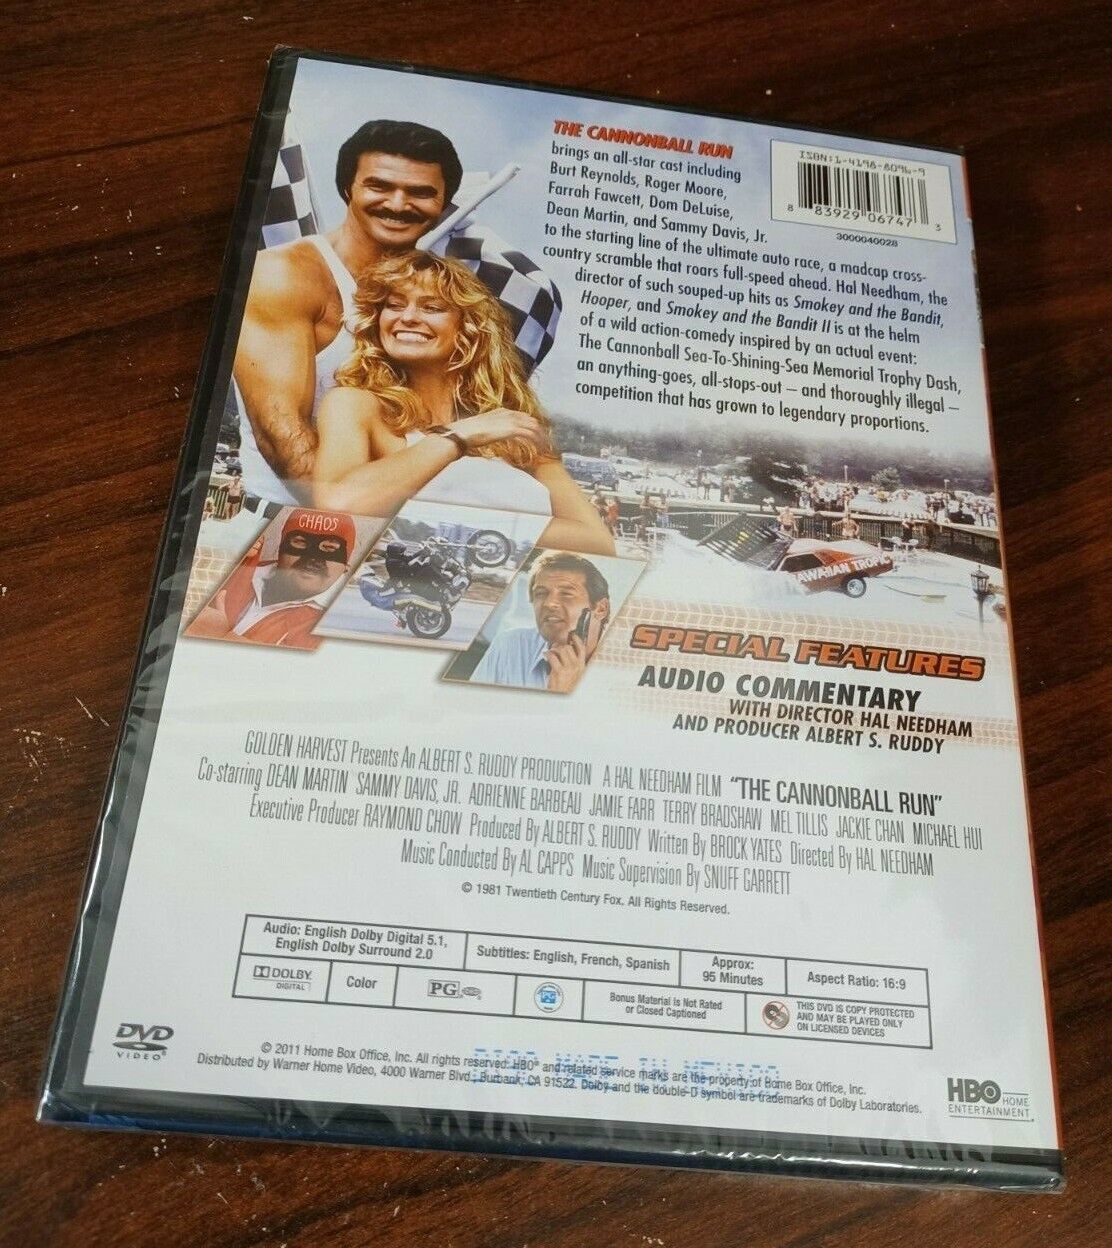 THE CANNONBALL RUN
brings an all-star cast including
Burt Reynolds, Roger Moore,
Farrah Fawcett, Dom DeLuise,
Dean Martin, and Sammy Davis, Jr.
to the starting line of the ultimate auto race, a madcap cross-
country scramble that roars full-speed ahead. Hal Needham, the
director of such souped-up hits as Smokey and the Bandit,
Hooper, and Smokey and the Bandit II is at the helm
of a wild action-comedy inspired by an actual event:
The Cannonball Sea-To-Shining-Sea Memorial Trophy Dash,
an anything-goes, all-stops-out – and thoroughly illegal –
competition that has grown to legendary proportions.
ISBN:1-4198-8096-9
8 83929 06747 3
3000040028
CHAOS
AWAIIAN TROPIC
SPECIAL FEATURES
AUDIO COMMENTARY
WITH DIRECTOR HAL NEEDHAM
AND PRODUCER ALBERT S. RUDDY
GOLDEN HARVEST Presents An ALBERT S. RUDDY PRODUCTION A HAL NEEDHAM FILM "THE CANNONBALL RUN"
Co-starring DEAN MARTIN SAMMY DAVIS, JR. ADRIENNE BARBEAU JAMIE FARR TERRY BRADSHAW MEL TILLIS JACKIE CHAN MICHAEL HUI
Executive Producer RAYMOND CHOW Produced By ALBERT S. RUDDY Written By BROCK YATES Directed By HAL NEEDHAM
Music Conducted By AL CAPPS Music Supervision By SNUFF GARRETT
© 1981 Twentieth Century Fox. All Rights Reserved.
Audio: English Dolby Digital 5.1,
English Dolby Surround 2.0
Subtitles: English, French, Spanish
Approx:
95 Minutes
Aspect Ratio: 16:9
DOLBY
DIGITAL
Color
PG
Bonus Material is Not Rated
or Closed Captioned
THIS DVD IS COPY PROTECTED
AND MAY BE PLAYED ONLY
ON LICENSED DEVICES
DVD
VIDEO
© 2011 Home Box Office, Inc. All rights reserved. HBO® and related service marks are the property of Home Box Office, Inc.
Distributed by Warner Home Video, 4000 Warner Blvd., Burbank, CA 91522. Dolby and the double-D symbol are trademarks of Dolby Laboratories.
DISC MADE IN MEXICO
HBO HOME
ENTERTAINMENT